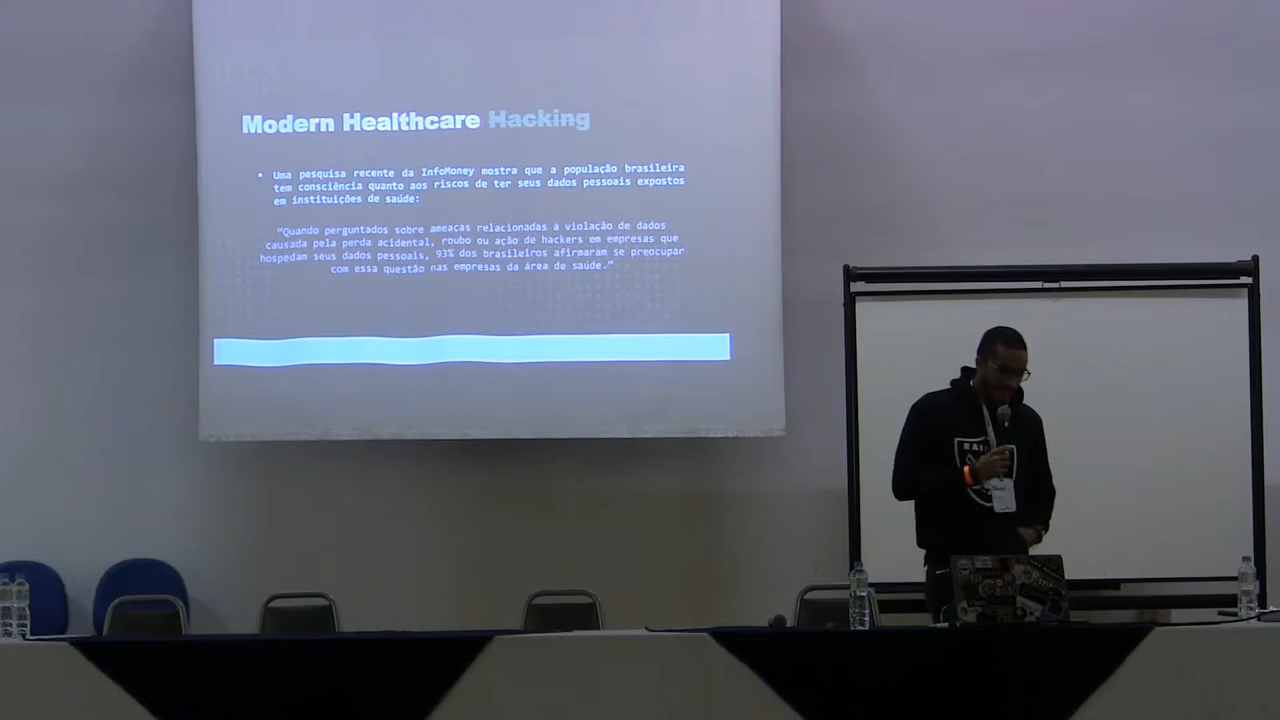 Modern Healthcare Hacking
• Uma pesquisa recente da InfoMoney mostra que a população brasileira
tem consciência quanto aos riscos de ter seus dados pessoais expostos
em instituições de saúde:
“Quando perguntados sobre ameaças relacionadas à violação de dados
causada pela perda acidental, roubo ou ação de hackers em empresas que
hospedam seus dados pessoais, 93% dos brasileiros afirmaram se preocupar
com essa questão nas empresas da área de saúde.”